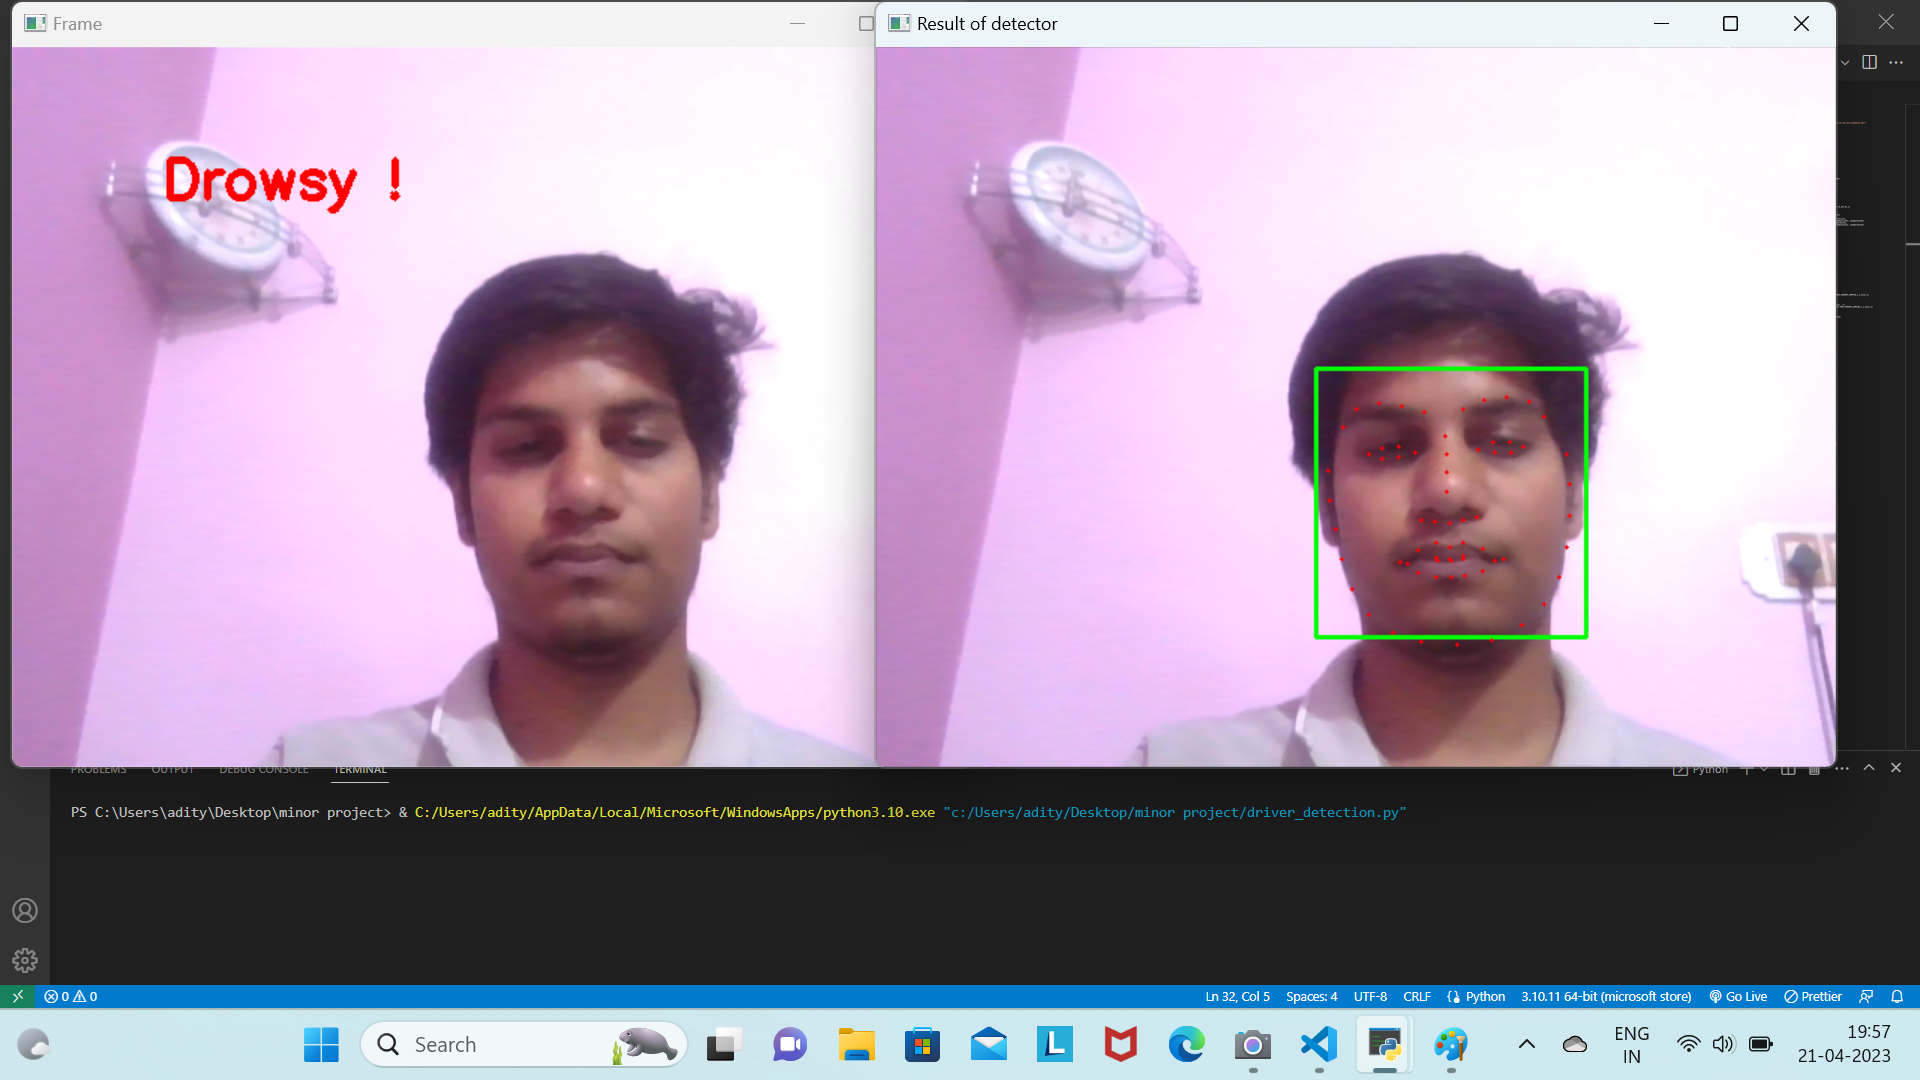 Frame
Result of detector
Drowsy !
PROBLEMS OUTPUT DEBUG CONSOLE TERMINAL
Python
PS C:\Users\adity\Desktop\minor project> & C:/Users/adity/AppData/Local/Microsoft/WindowsApps/python3.10.exe "c:/Users/adity/Desktop/minor project/driver_detection.py"
0 0
Ln 32, Col 5 Spaces: 4 UTF-8 CRLF Python 3.10.11 64-bit (microsoft store) Go Live Prettier
Search
L
ENG
IN
19:57
21-04-2023